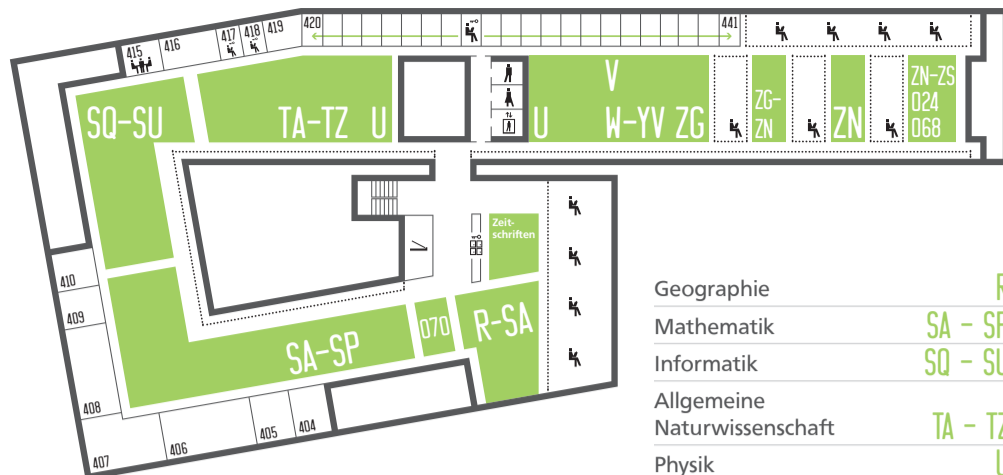 415
416
417
418
419
420
441
SQ-SU
TA-TZ
U
U
V
W-YV ZG
ZG-
ZN
ZN
ZN-ZS
024
068
Zeit-
schriften
410
409
408
407
406
405
404
SA-SP
070
R-SA
Geographie R
Mathematik SA - SP
Informatik SQ - SU
Allgemeine
Naturwissenschaft TA - TZ
Physik U